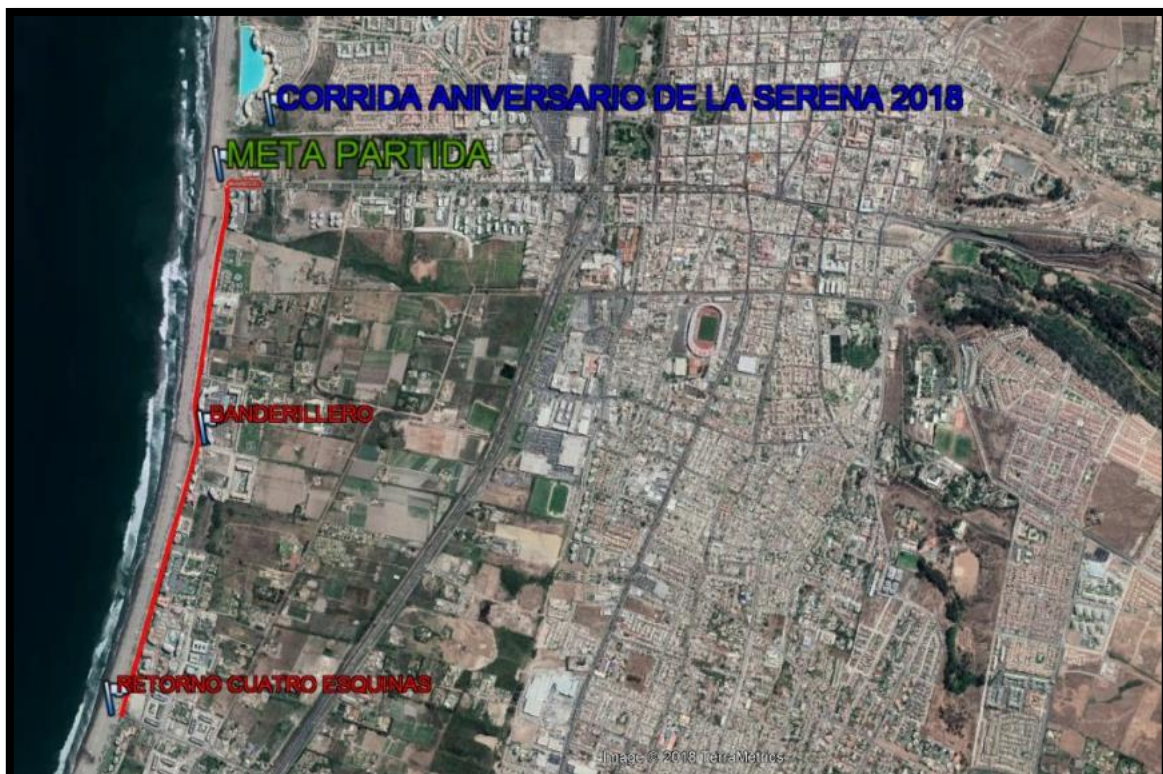 CORRIDA ANIVERSARIO DE LA SERENA 2018
META PARTIDA
BANDERILLERO
RETORNO CUATRO ESQUINAS
Image © 2018 TerraMetrics